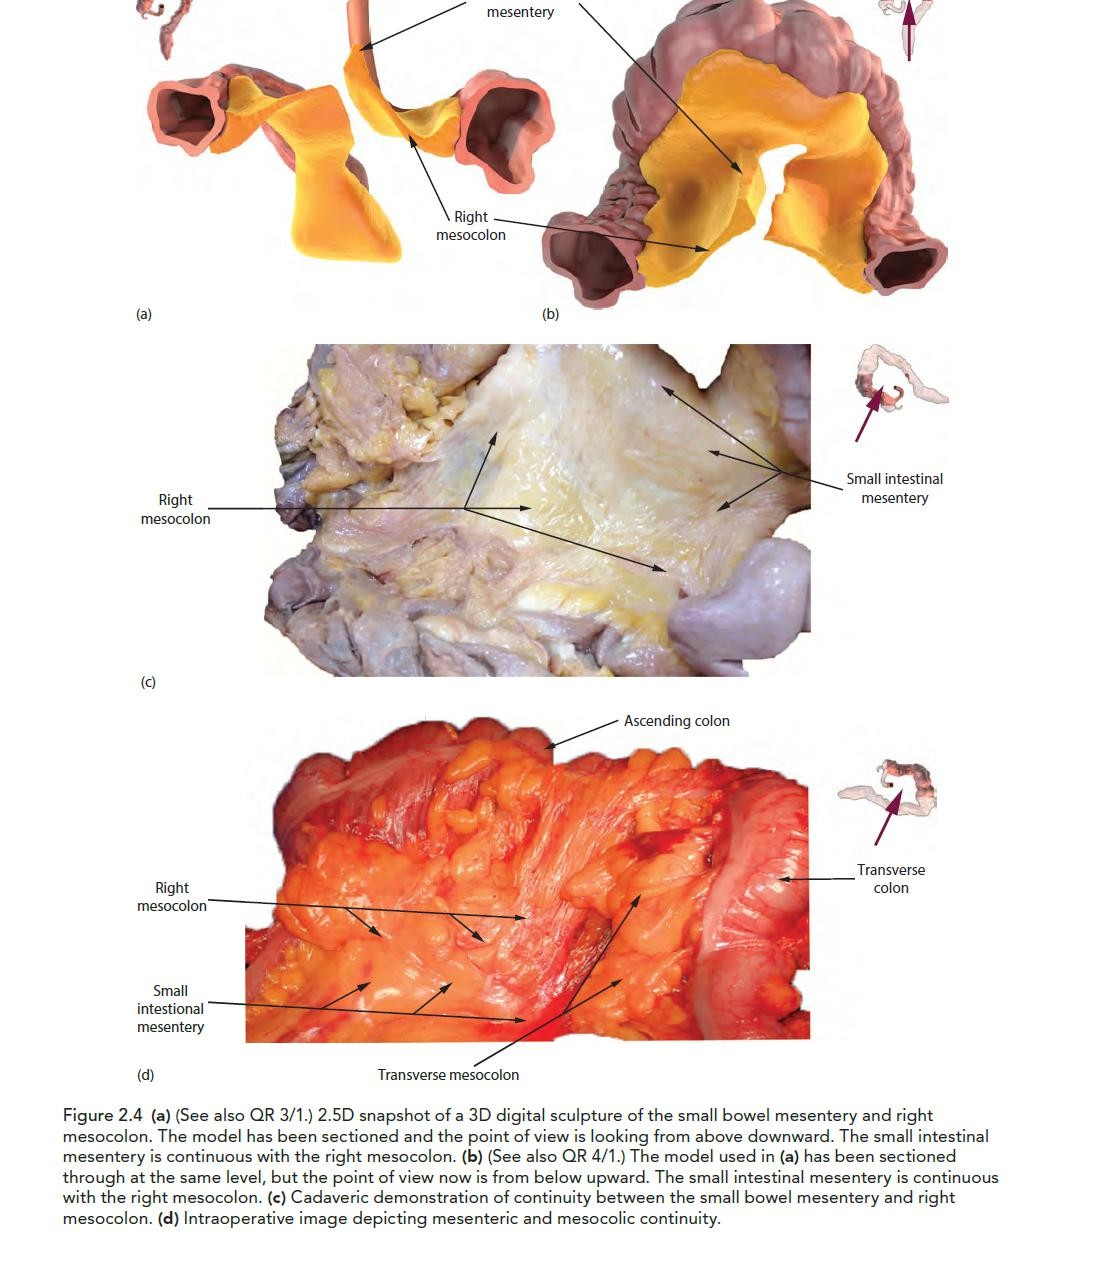 mesentery
Right
mesocolon
(a)
(b)
Right
mesocolon
Small intestinal
mesentery
(c)
Ascending colon
Transverse
colon
Right
mesocolon
Small
intestional
mesentery
(d)
Transverse mesocolon
Figure 2.4 (a) (See also QR 3/1.) 2.5D snapshot of a 3D digital sculpture of the small bowel mesentery and right
mesocolon. The model has been sectioned and the point of view is looking from above downward. The small intestinal
mesentery is continuous with the right mesocolon. (b) (See also QR 4/1.) The model used in (a) has been sectioned
through at the same level, but the point of view now is from below upward. The small intestinal mesentery is continuous
with the right mesocolon. (c) Cadaveric demonstration of continuity between the small bowel mesentery and right
mesocolon. (d) Intraoperative image depicting mesenteric and mesocolic continuity.